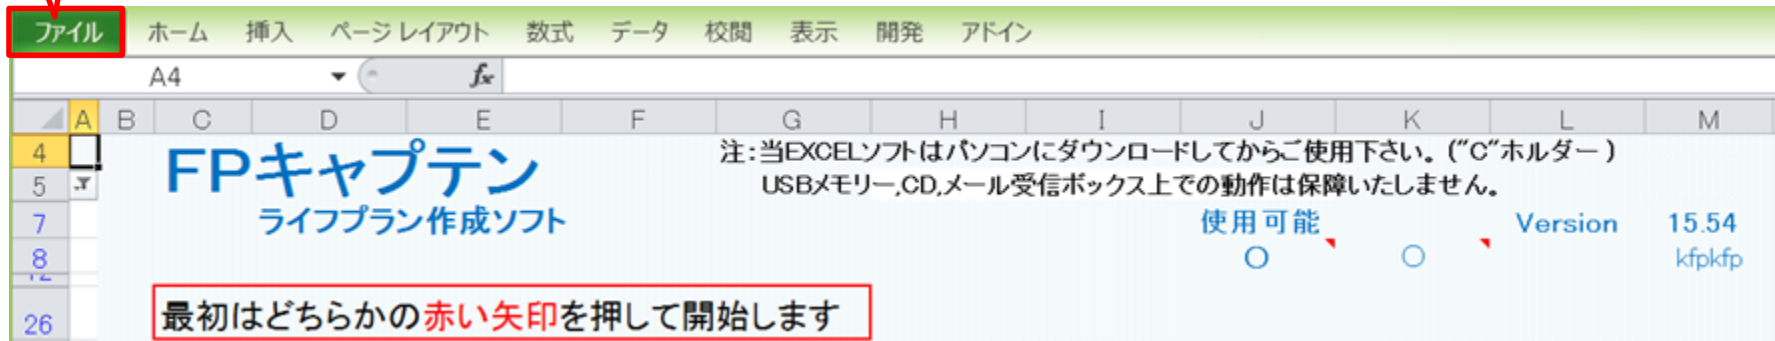 ファイル ホーム 挿入 ページ レイアウト 数式 データ 校閲 表示 開発 アドイン
A4 fx
A B C D E F G H I J K L M
4 FPキャプテン 注:当EXCELソフトはパソコンにダウンロードしてからご使用下さい。("C"ホルダー )
5 USBメモリー,CD,メール受信ボックス上での動作は保障いたしません。
7 ライフプラン作成ソフト 使用可能 Version 15.54
8 ○ ○ kfpkfp
12
26 最初はどちらかの赤い矢印を押して開始します